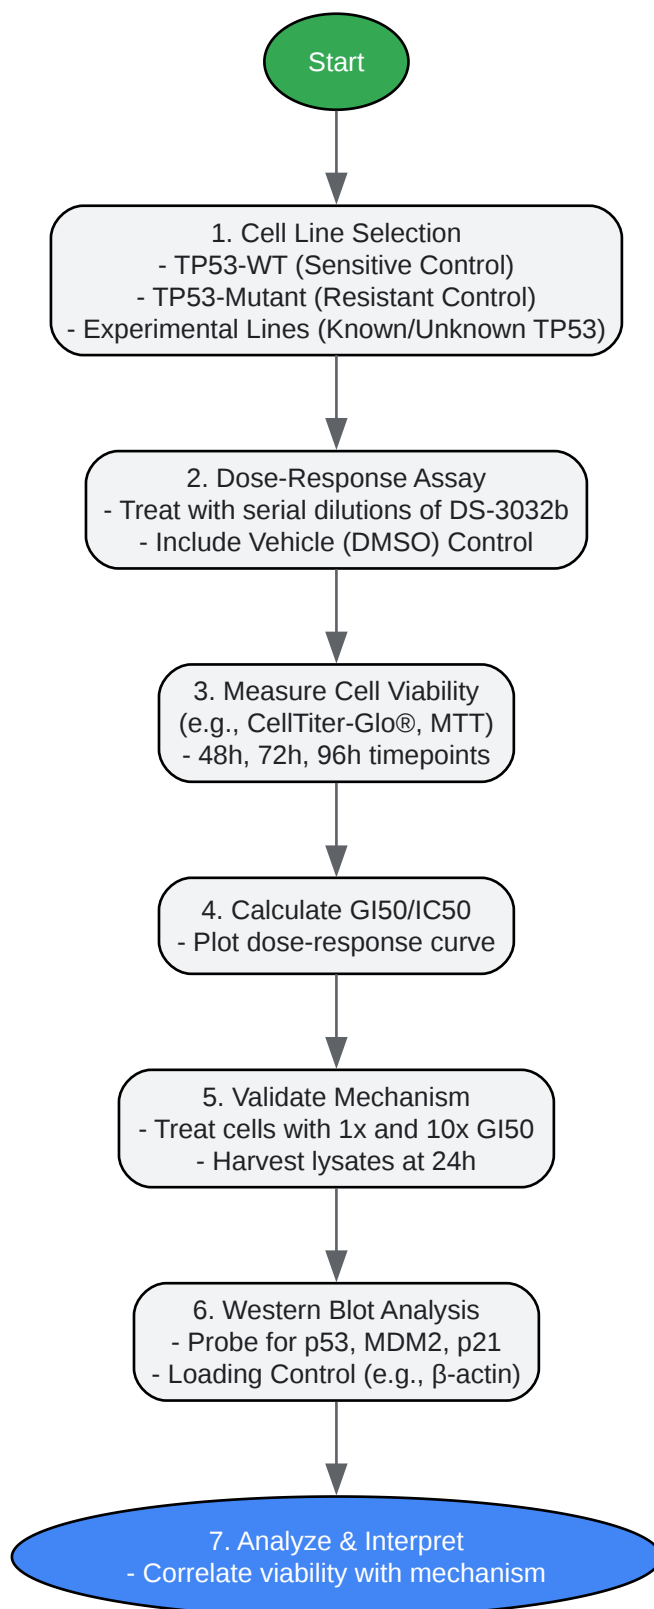 Start
1. Cell Line Selection
- TP53-WT (Sensitive Control)
- TP53-Mutant (Resistant Control)
- Experimental Lines (Known/Unknown TP53)
2. Dose-Response Assay
- Treat with serial dilutions of DS-3032b
- Include Vehicle (DMSO) Control
3. Measure Cell Viability
(e.g., CellTiter-Glo®, MTT)
- 48h, 72h, 96h timepoints
4. Calculate GI50/IC50
- Plot dose-response curve
5. Validate Mechanism
- Treat cells with 1x and 10x GI50
- Harvest lysates at 24h
6. Western Blot Analysis
- Probe for p53, MDM2, p21
- Loading Control (e.g., β-actin)
7. Analyze & Interpret
- Correlate viability with mechanism